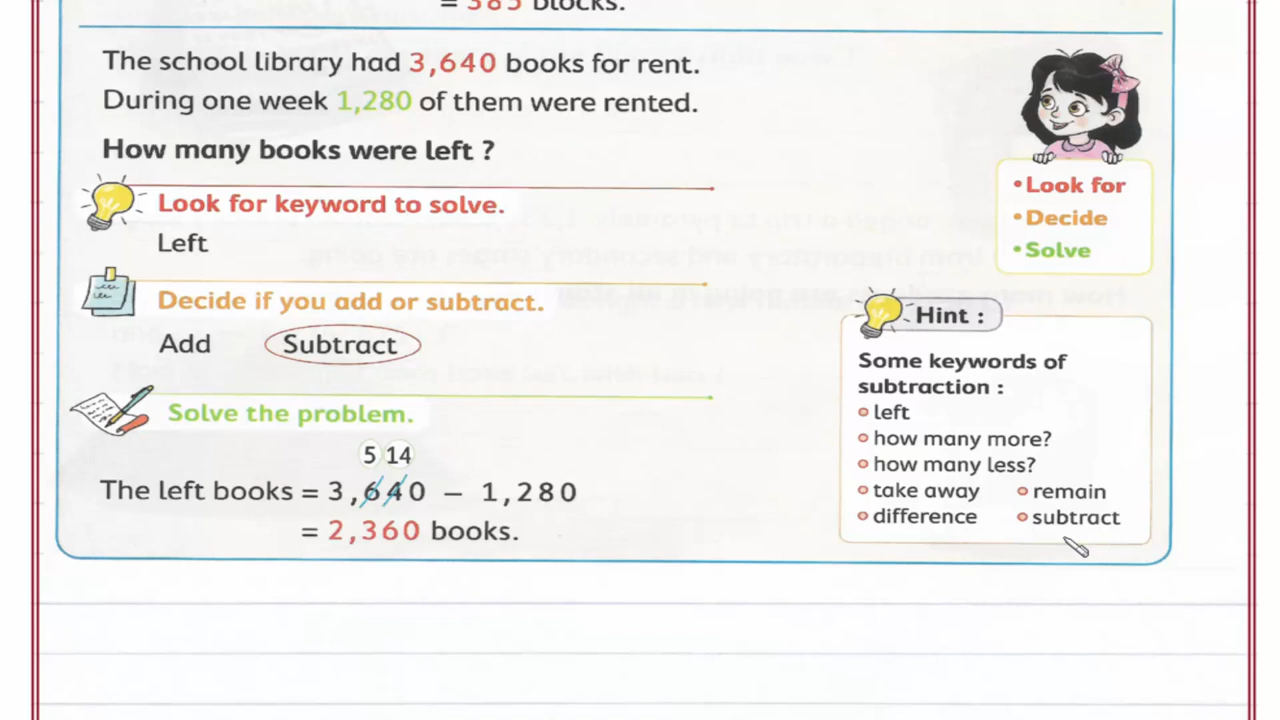 = 385 blocks.
The school library had 3,640 books for rent.
During one week 1,280 of them were rented.
How many books were left ?
Look for keyword to solve.
Left
Decide if you add or subtract.
Add Subtract
Solve the problem.
5 14
The left books = 3,640 − 1,280
= 2,360 books.
• Look for
• Decide
• Solve
Hint :
Some keywords of
subtraction :
left
how many more?
how many less?
take away remain
difference subtract